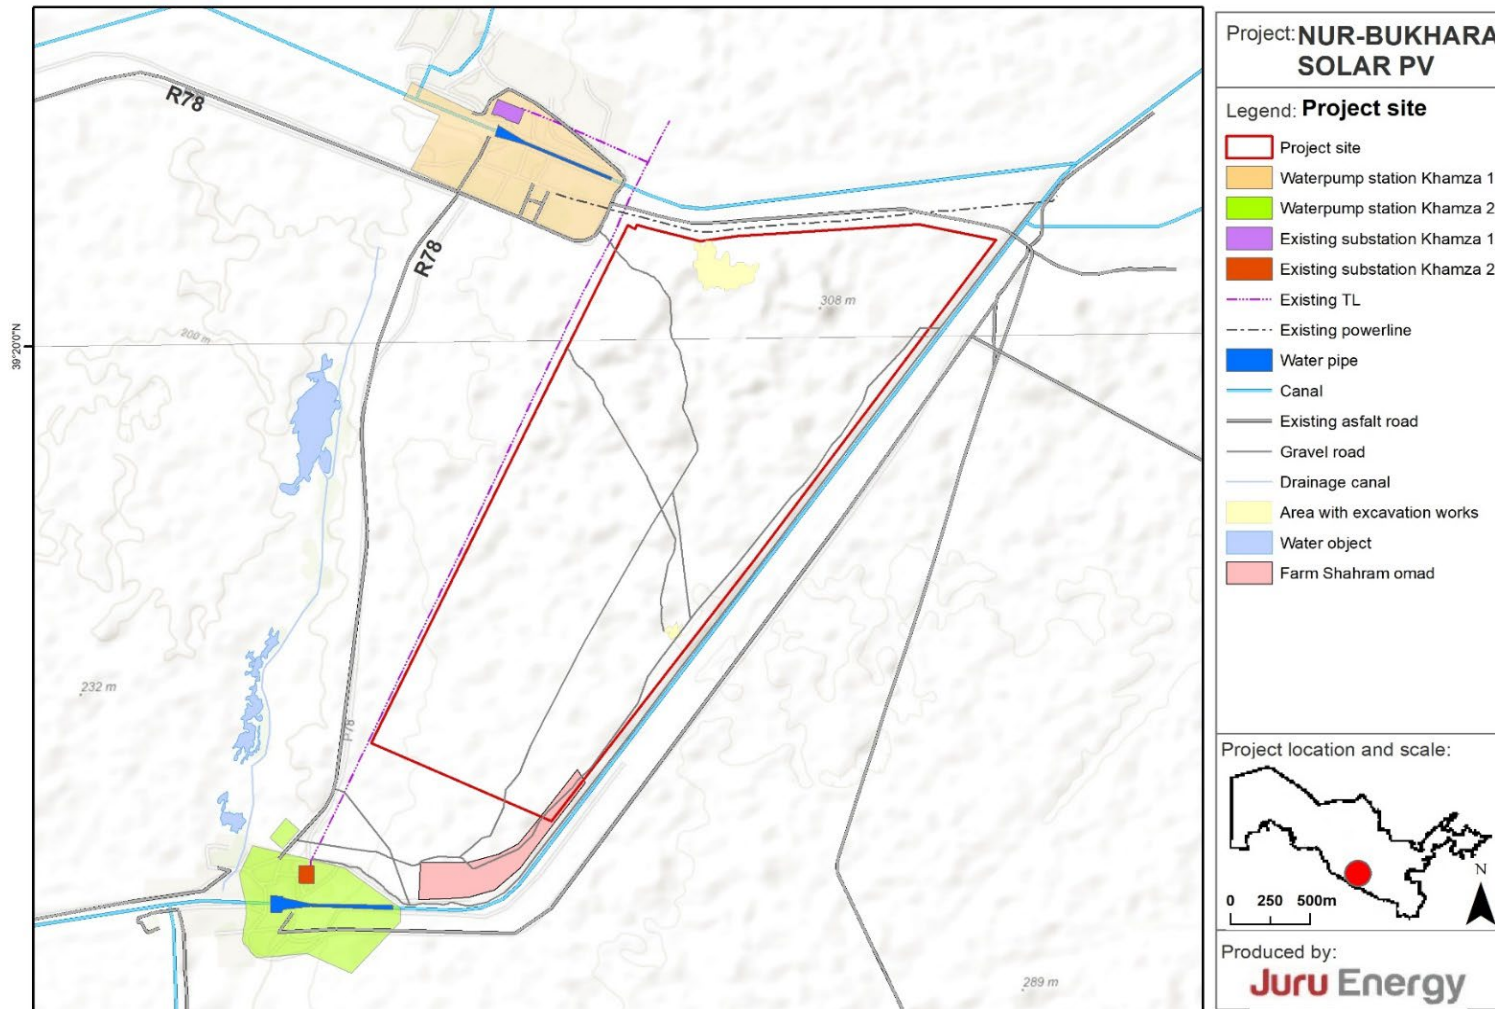 R78
R78
308 m
200 m
39°20'0"N
232 m
P78
289 m
Project: NUR-BUKHARA
SOLAR PV
Legend: Project site
Project site
Waterpump station Khamza 1
Waterpump station Khamza 2
Existing substation Khamza 1
Existing substation Khamza 2
Existing TL
Existing powerline
Water pipe
Canal
Existing asfalt road
Gravel road
Drainage canal
Area with excavation works
Water object
Farm Shahram omad
Project location and scale:
N
0 250 500m
Produced by:
Juru Energy